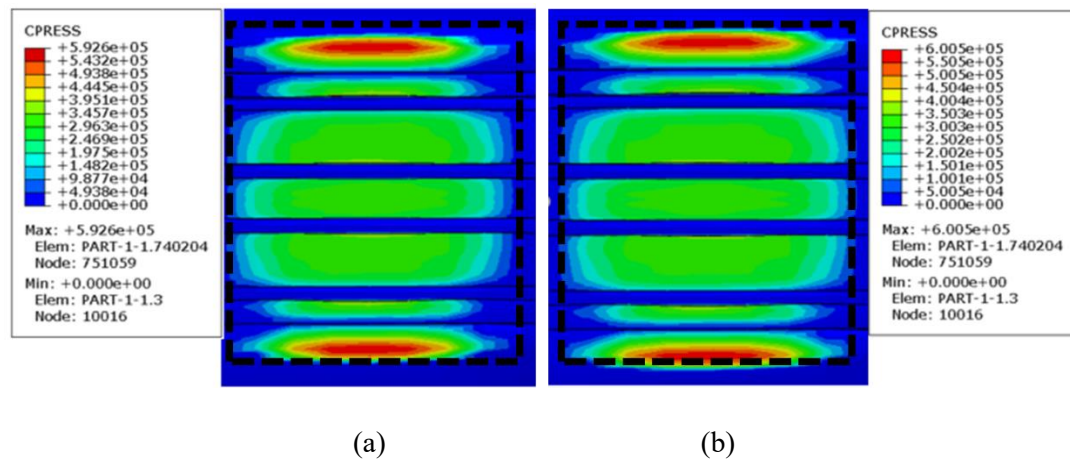 CPRESS
+5.926e+05
+5.432e+05
+4.938e+05
+4.445e+05
+3.951e+05
+3.457e+05
+2.963e+05
+2.469e+05
+1.975e+05
+1.482e+05
+9.877e+04
+4.938e+04
+0.000e+00
Max: +5.926e+05
Elem: PART-1-1.740204
Node: 751059
Min: +0.000e+00
Elem: PART-1-1.3
Node: 10016
CPRESS
+6.005e+05
+5.505e+05
+5.005e+05
+4.504e+05
+4.004e+05
+3.503e+05
+3.003e+05
+2.502e+05
+2.002e+05
+1.501e+05
+1.001e+05
+5.005e+04
+0.000e+00
Max: +6.005e+05
Elem: PART-1-1.740204
Node: 751059
Min: +0.000e+00
Elem: PART-1-1.3
Node: 10016
(a)
(b)